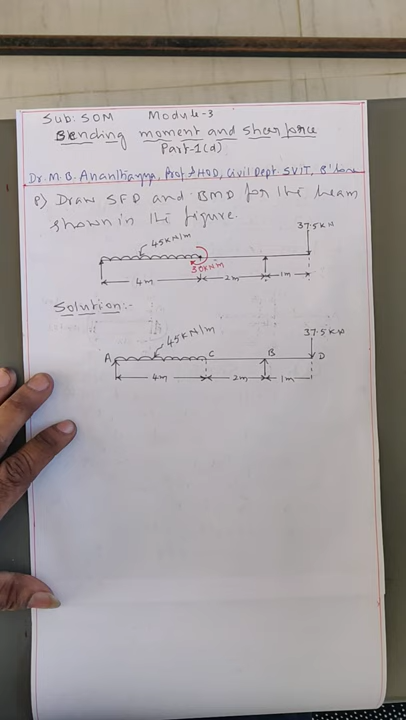 Sub: SOM Module-3
Bending moment and shear force
Part-1(d)
Dr. M.B. Ananthayya, Prof & HOD, Civil Dept. SVIT, B'lore
P) Draw SFD and BMD for the beam
shown in the figure.
37.5KN
45KN/m
30KNm
4m 2m 1m
Solution:-
45KN/m 37.5KN
A C B D
4m 2m 1m